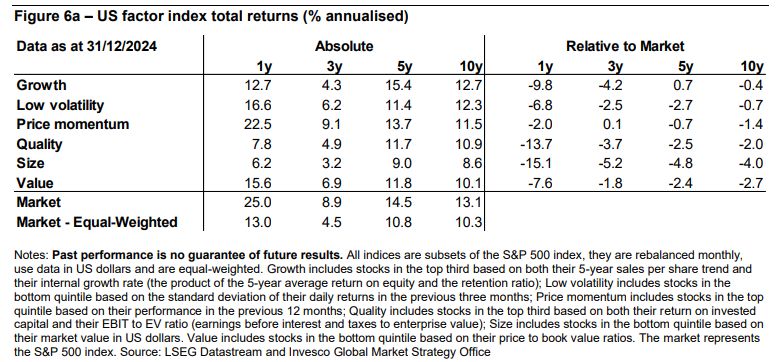 Figure 6a – US factor index total returns (% annualised)
Data as at 31/12/2024 Absolute Relative to Market
1y 3y 5y 10y 1y 3y 5y 10y
Growth 12.7 4.3 15.4 12.7 -9.8 -4.2 0.7 -0.4
Low volatility 16.6 6.2 11.4 12.3 -6.8 -2.5 -2.7 -0.7
Price momentum 22.5 9.1 13.7 11.5 -2.0 0.1 -0.7 -1.4
Quality 7.8 4.9 11.7 10.9 -13.7 -3.7 -2.5 -2.0
Size 6.2 3.2 9.0 8.6 -15.1 -5.2 -4.8 -4.0
Value 15.6 6.9 11.8 10.1 -7.6 -1.8 -2.4 -2.7
Market 25.0 8.9 14.5 13.1
Market - Equal-Weighted 13.0 4.5 10.8 10.3
Notes: Past performance is no guarantee of future results. All indices are subsets of the S&P 500 index, they are rebalanced monthly,
use data in US dollars and are equal-weighted. Growth includes stocks in the top third based on both their 5-year sales per share trend and
their internal growth rate (the product of the 5-year average return on equity and the retention ratio); Low volatility includes stocks in the
bottom quintile based on the standard deviation of their daily returns in the previous three months; Price momentum includes stocks in the top
quintile based on their performance in the previous 12 months; Quality includes stocks in the top third based on both their return on invested
capital and their EBIT to EV ratio (earnings before interest and taxes to enterprise value); Size includes stocks in the bottom quintile based on
their market value in US dollars. Value includes stocks in the bottom quintile based on their price to book value ratios. The market represents
the S&P 500 index. Source: LSEG Datastream and Invesco Global Market Strategy Office